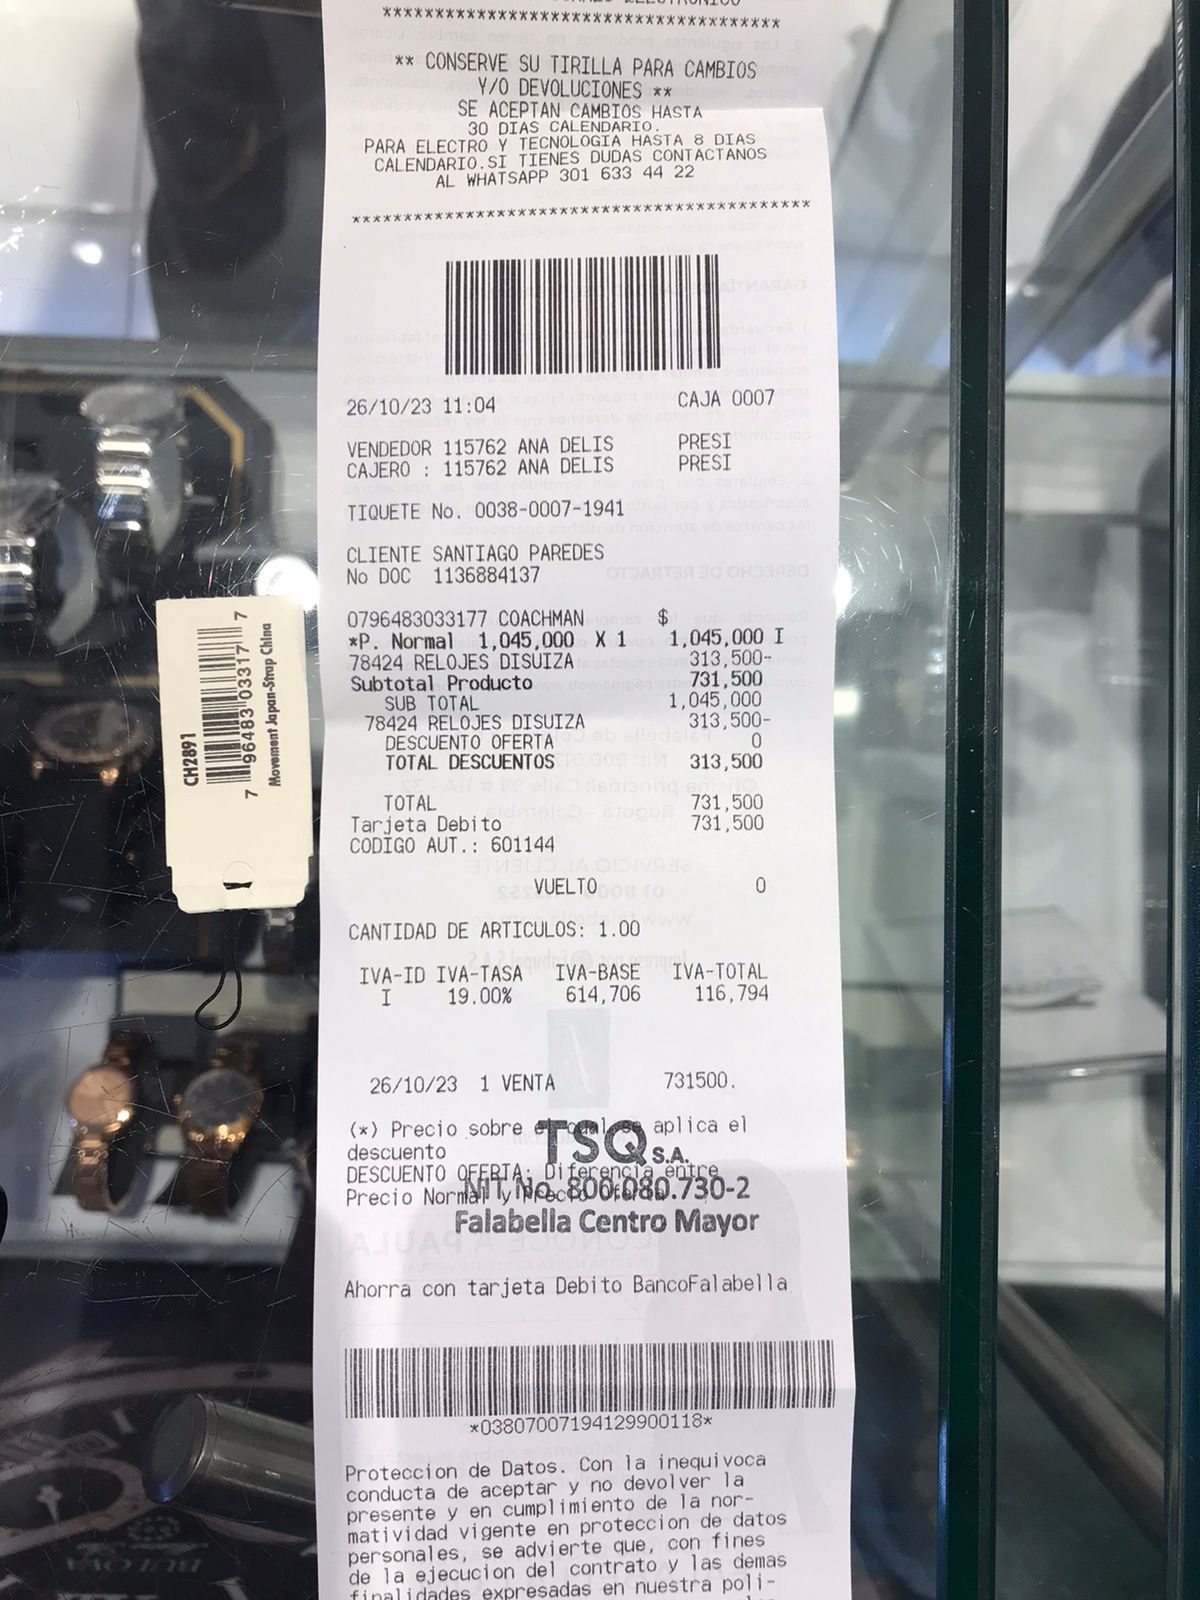 ****************************************
** CONSERVE SU TIRILLA PARA CAMBIOS
Y/O DEVOLUCIONES **
SE ACEPTAN CAMBIOS HASTA
30 DIAS CALENDARIO.
PARA ELECTRO Y TECNOLOGIA HASTA 8 DIAS
CALENDARIO.SI TIENES DUDAS CONTACTANOS
AL WHATSAPP 301 633 44 22
********************************************
26/10/23 11:04 CAJA 0007
VENDEDOR 115762 ANA DELIS PRESI
CAJERO : 115762 ANA DELIS PRESI
TIQUETE No. 0038-0007-1941
CLIENTE SANTIAGO PAREDES
No DOC 1136884137
0796483033177 COACHMAN $
*P. Normal 1,045,000 X 1 1,045,000 I
78424 RELOJES DISUIZA 313,500-
Subtotal Producto 731,500
SUB TOTAL 1,045,000
78424 RELOJES DISUIZA 313,500-
DESCUENTO OFERTA 0
TOTAL DESCUENTOS 313,500
TOTAL 731,500
Tarjeta Debito 731,500
CODIGO AUT.: 601144
VUELTO 0
CANTIDAD DE ARTICULOS: 1.00
IVA-ID IVA-TASA IVA-BASE IVA-TOTAL
I 19.00% 614,706 116,794
26/10/23 1 VENTA 731500.
(*) Precio sobre el cual se aplica el
descuento
DESCUENTO OFERTA: Diferencia entre
Precio Normal y Precio Oferta
TSQ S.A.
NIT No. 800.080.730-2
Falabella Centro Mayor
Ahorra con tarjeta Debito BancoFalabella
*03807007194129900118*
Proteccion de Datos. Con la inequivoca
conducta de aceptar y no devolver la
presente y en cumplimiento de la nor-
matividad vigente en proteccion de datos
personales, se advierte que, con fines
de la ejecucion del contrato y las demas
finalidades expresadas en nuestra poli-
CH2891
7 96483 03317 7
Movement Japan-Strap China
BULOVA